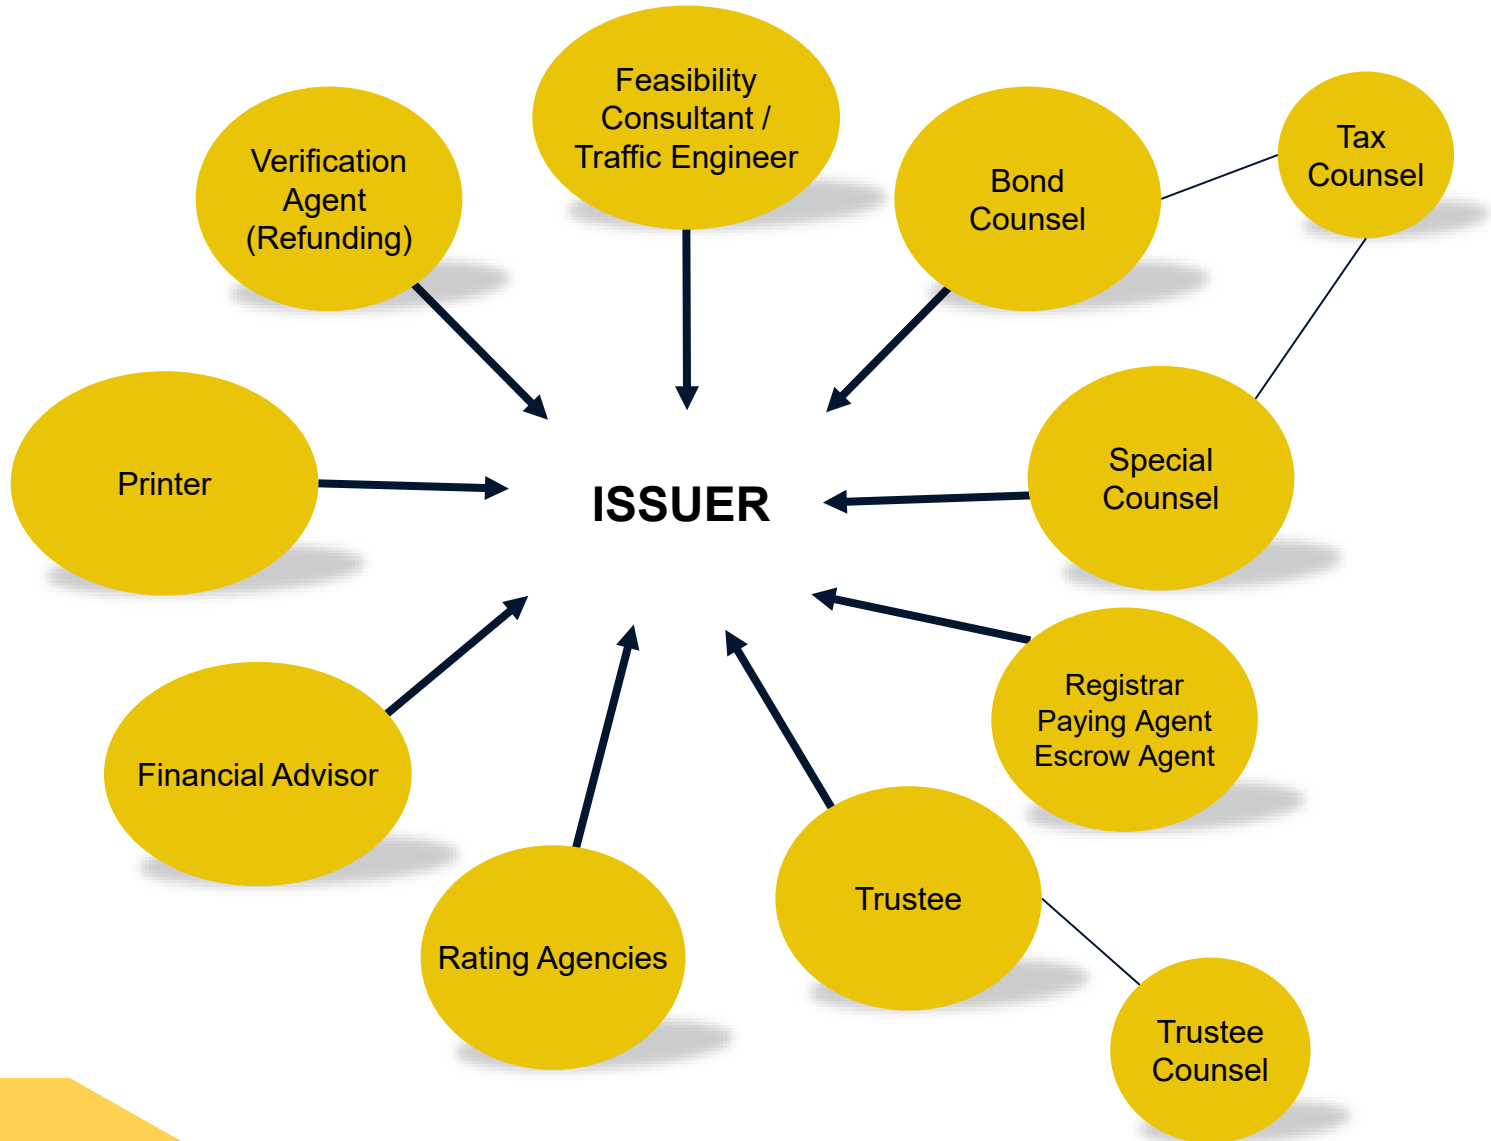 Feasibility
Consultant /
Traffic Engineer
Verification
Agent
(Refunding)
Bond
Counsel
Tax
Counsel
Printer
ISSUER
Special
Counsel
Registrar
Paying Agent
Escrow Agent
Financial Advisor
Trustee
Rating Agencies
Trustee
Counsel